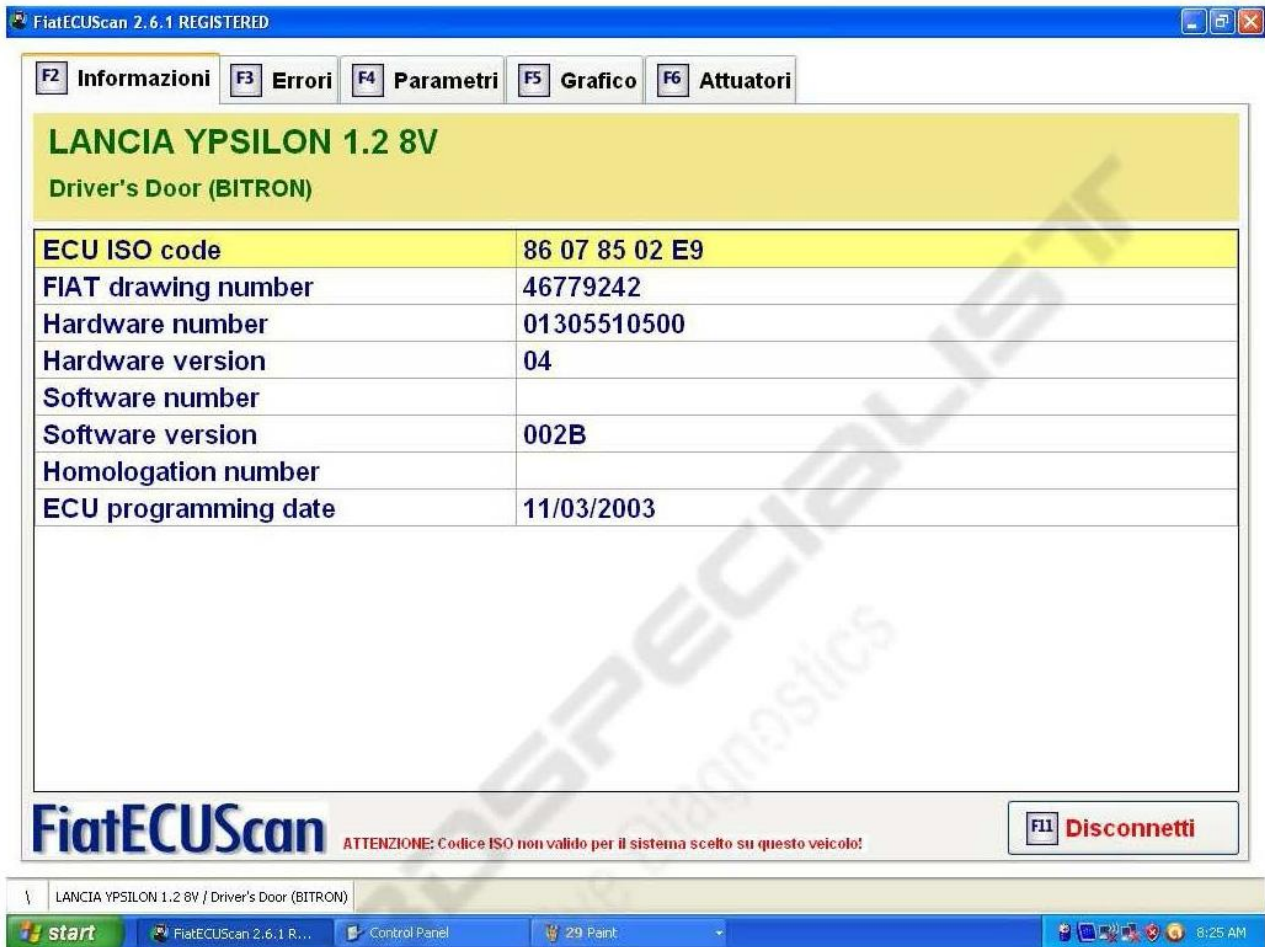 FiatECUScan 2.6.1 REGISTERED
F2 Informazioni F3 Errori F4 Parametri F5 Grafico F6 Attuatori
LANCIA YPSILON 1.2 8V
Driver's Door (BITRON)
ECU ISO code 86 07 85 02 E9
FIAT drawing number 46779242
Hardware number 01305510500
Hardware version 04
Software number
Software version 002B
Homologation number
ECU programming date 11/03/2003
FiatECUScan ATTENZIONE: Codice ISO non valido per il sistema scelto su questo veicolo! F11 Disconnetti
\ LANCIA YPSILON 1.2 8V / Driver's Door (BITRON)
start FiatECUScan 2.6.1 R... Control Panel 29 Paint 8:25 AM